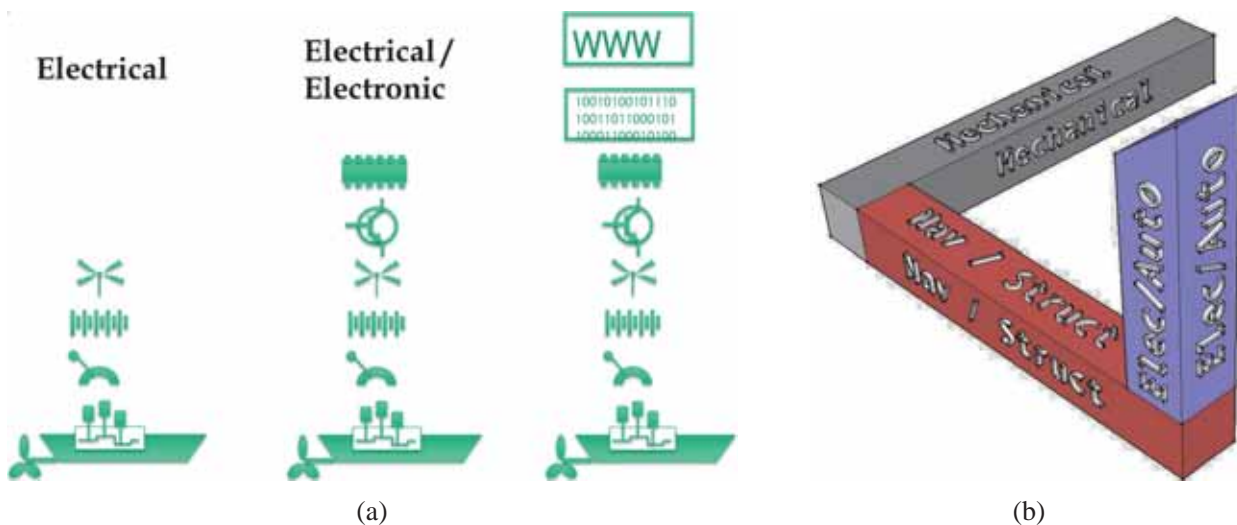 Electrical
Electrical /
Electronic
WWW
10010100101110
10011011000101
10001100010100
Mechanical
Mechanical
Nav / Struct
Nav / Struct
Elec/Auto
Elec/Auto
(a)
(b)